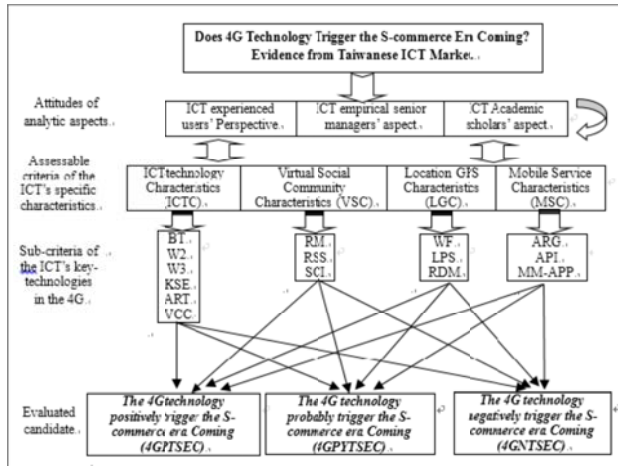 Does 4G Technology Trigger the S-commerce Era Coming?
Evidence from Taiwanese ICT Market.
Attitudes of
analytic aspects.
ICT experienced
users' Perspective.
ICT empirical senior
managers' aspect.
ICT Academic
scholars' aspect.
Assessable
criteria of the
ICT's specific
characteristics.
ICT technology
Characteristics
(ICTC).
Virtual Social
Community
Characteristics (VSC).
Location GPS
Characteristics
(LGC)
Mobile Service
Characteristics
(MSC).
Sub-criteria of
the ICT's key-
technologies
in the 4G
BT
W2
W3
KSE
ART
VCC
RM
RSS
SCI
WF
LPS
RDM
ARG
API
MM-APP
Evaluated
candidate
The 4G technology
positively trigger the S-
commerce era Coming
(4GPTSEC)
The 4G technology
probably trigger the S-
commerce era Coming
(4GPYTSEC)
The 4G technology
negatively trigger the S-
commerce era Coming
(4GNTSEC)